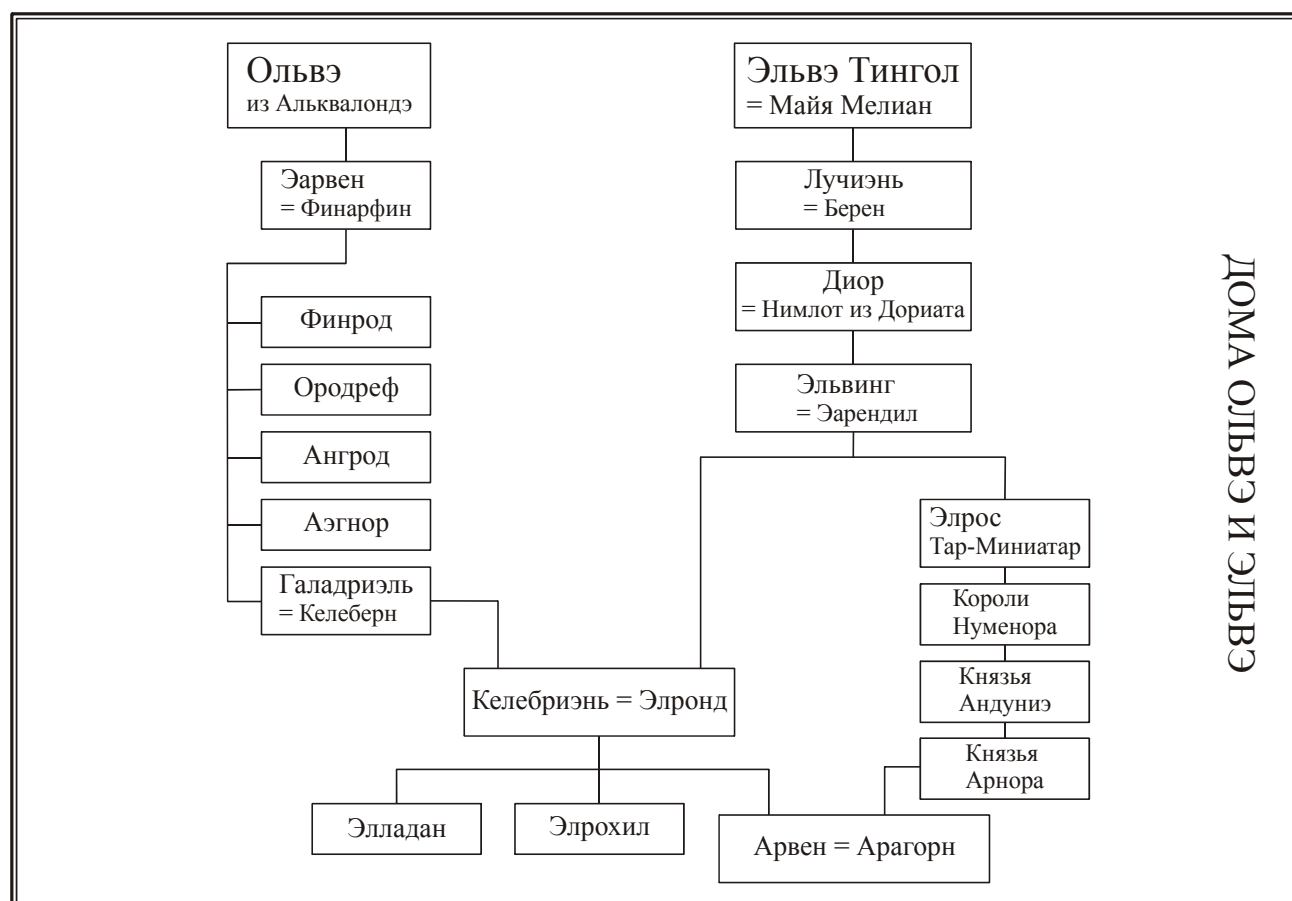 Ольвэ
из Альквалондэ
Эарвен
= Финарфин
Финрод
Ородреф
Ангрод
Аэгнор
Галадриэль
= Келеберн
Эльвэ Тингол
= Майя Мелиан
Лучиэнь
= Берен
Диор
= Нимлот из Дориата
Эльвинг
= Эарендил
Элрос
Тар-Миниатар
Короли
Нуменора
Князья
Андуниэ
Князья
Арнора
Келебриэнь = Элронд
Элладан
Элрохил
Арвен = Арагорн
ДОМА ОЛЬВЭ И ЭЛЬВЭ